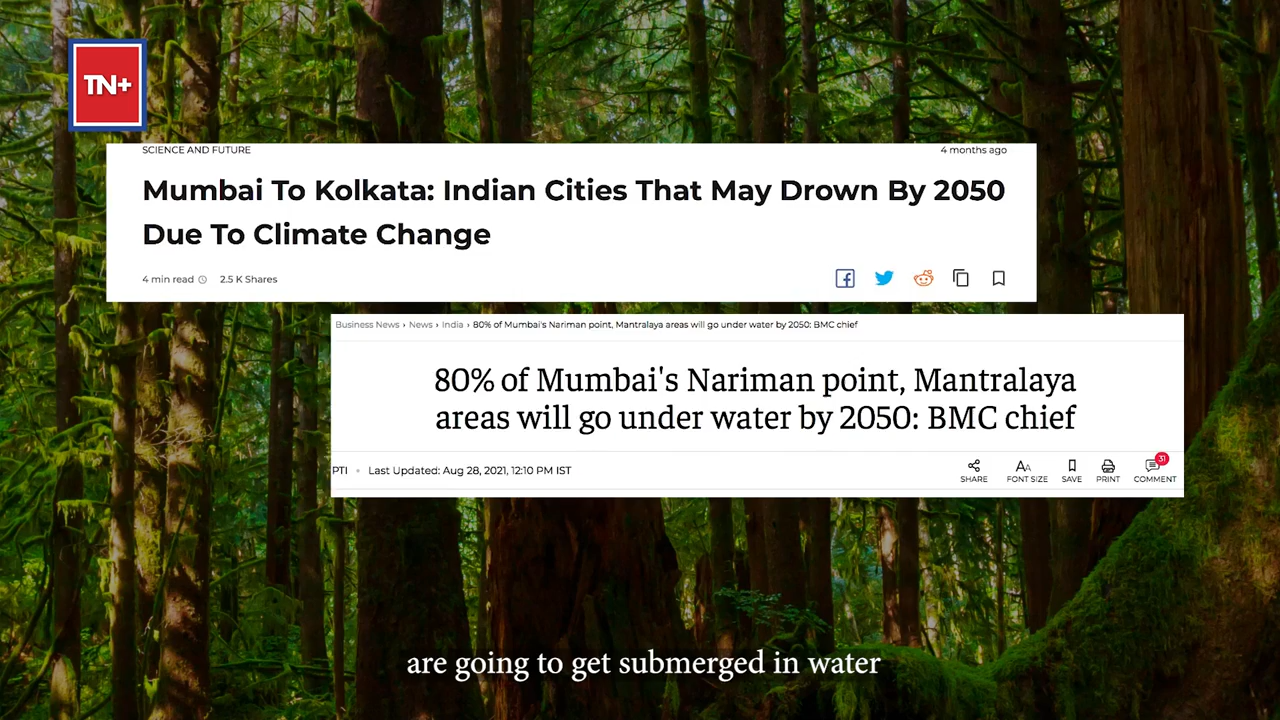 TN+
SCIENCE AND FUTURE
4 months ago
Mumbai To Kolkata: Indian Cities That May Drown By 2050
Due To Climate Change
4 min read
2.5 K Shares
Business News › News › India › 80% of Mumbai's Nariman point, Mantralaya areas will go under water by 2050: BMC chief
80% of Mumbai's Nariman point, Mantralaya
areas will go under water by 2050: BMC chief
PTI • Last Updated: Aug 28, 2021, 12:10 PM IST
SHARE
AA
FONT SIZE
SAVE
PRINT
31
COMMENT
are going to get submerged in water